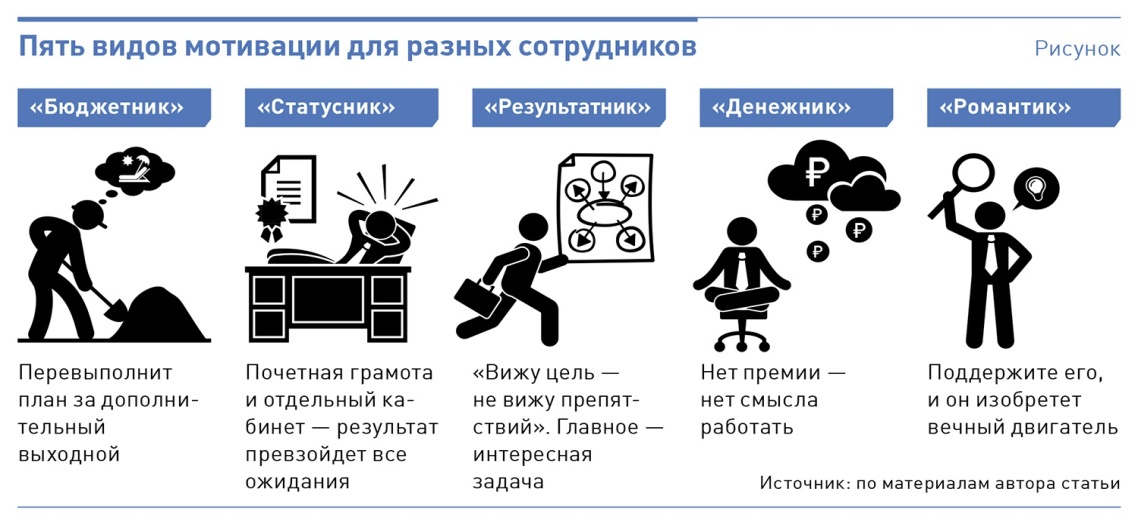 Пять видов мотивации для разных сотрудников
Рисунок
«Бюджетник»
«Статусник»
«Результатник»
«Денежник»
«Романтик»
₽
₽
₽
₽
Перевыполнит
план за дополни-
тельный
выходной
Почетная грамота
и отдельный ка-
бинет — результат
превзойдет все
ожидания
«Вижу цель —
не вижу препят-
ствий». Главное —
интересная
задача
Нет премии —
нет смысла
работать
Поддержите его,
и он изобретет
вечный двигатель
Источник: по материалам автора статьи